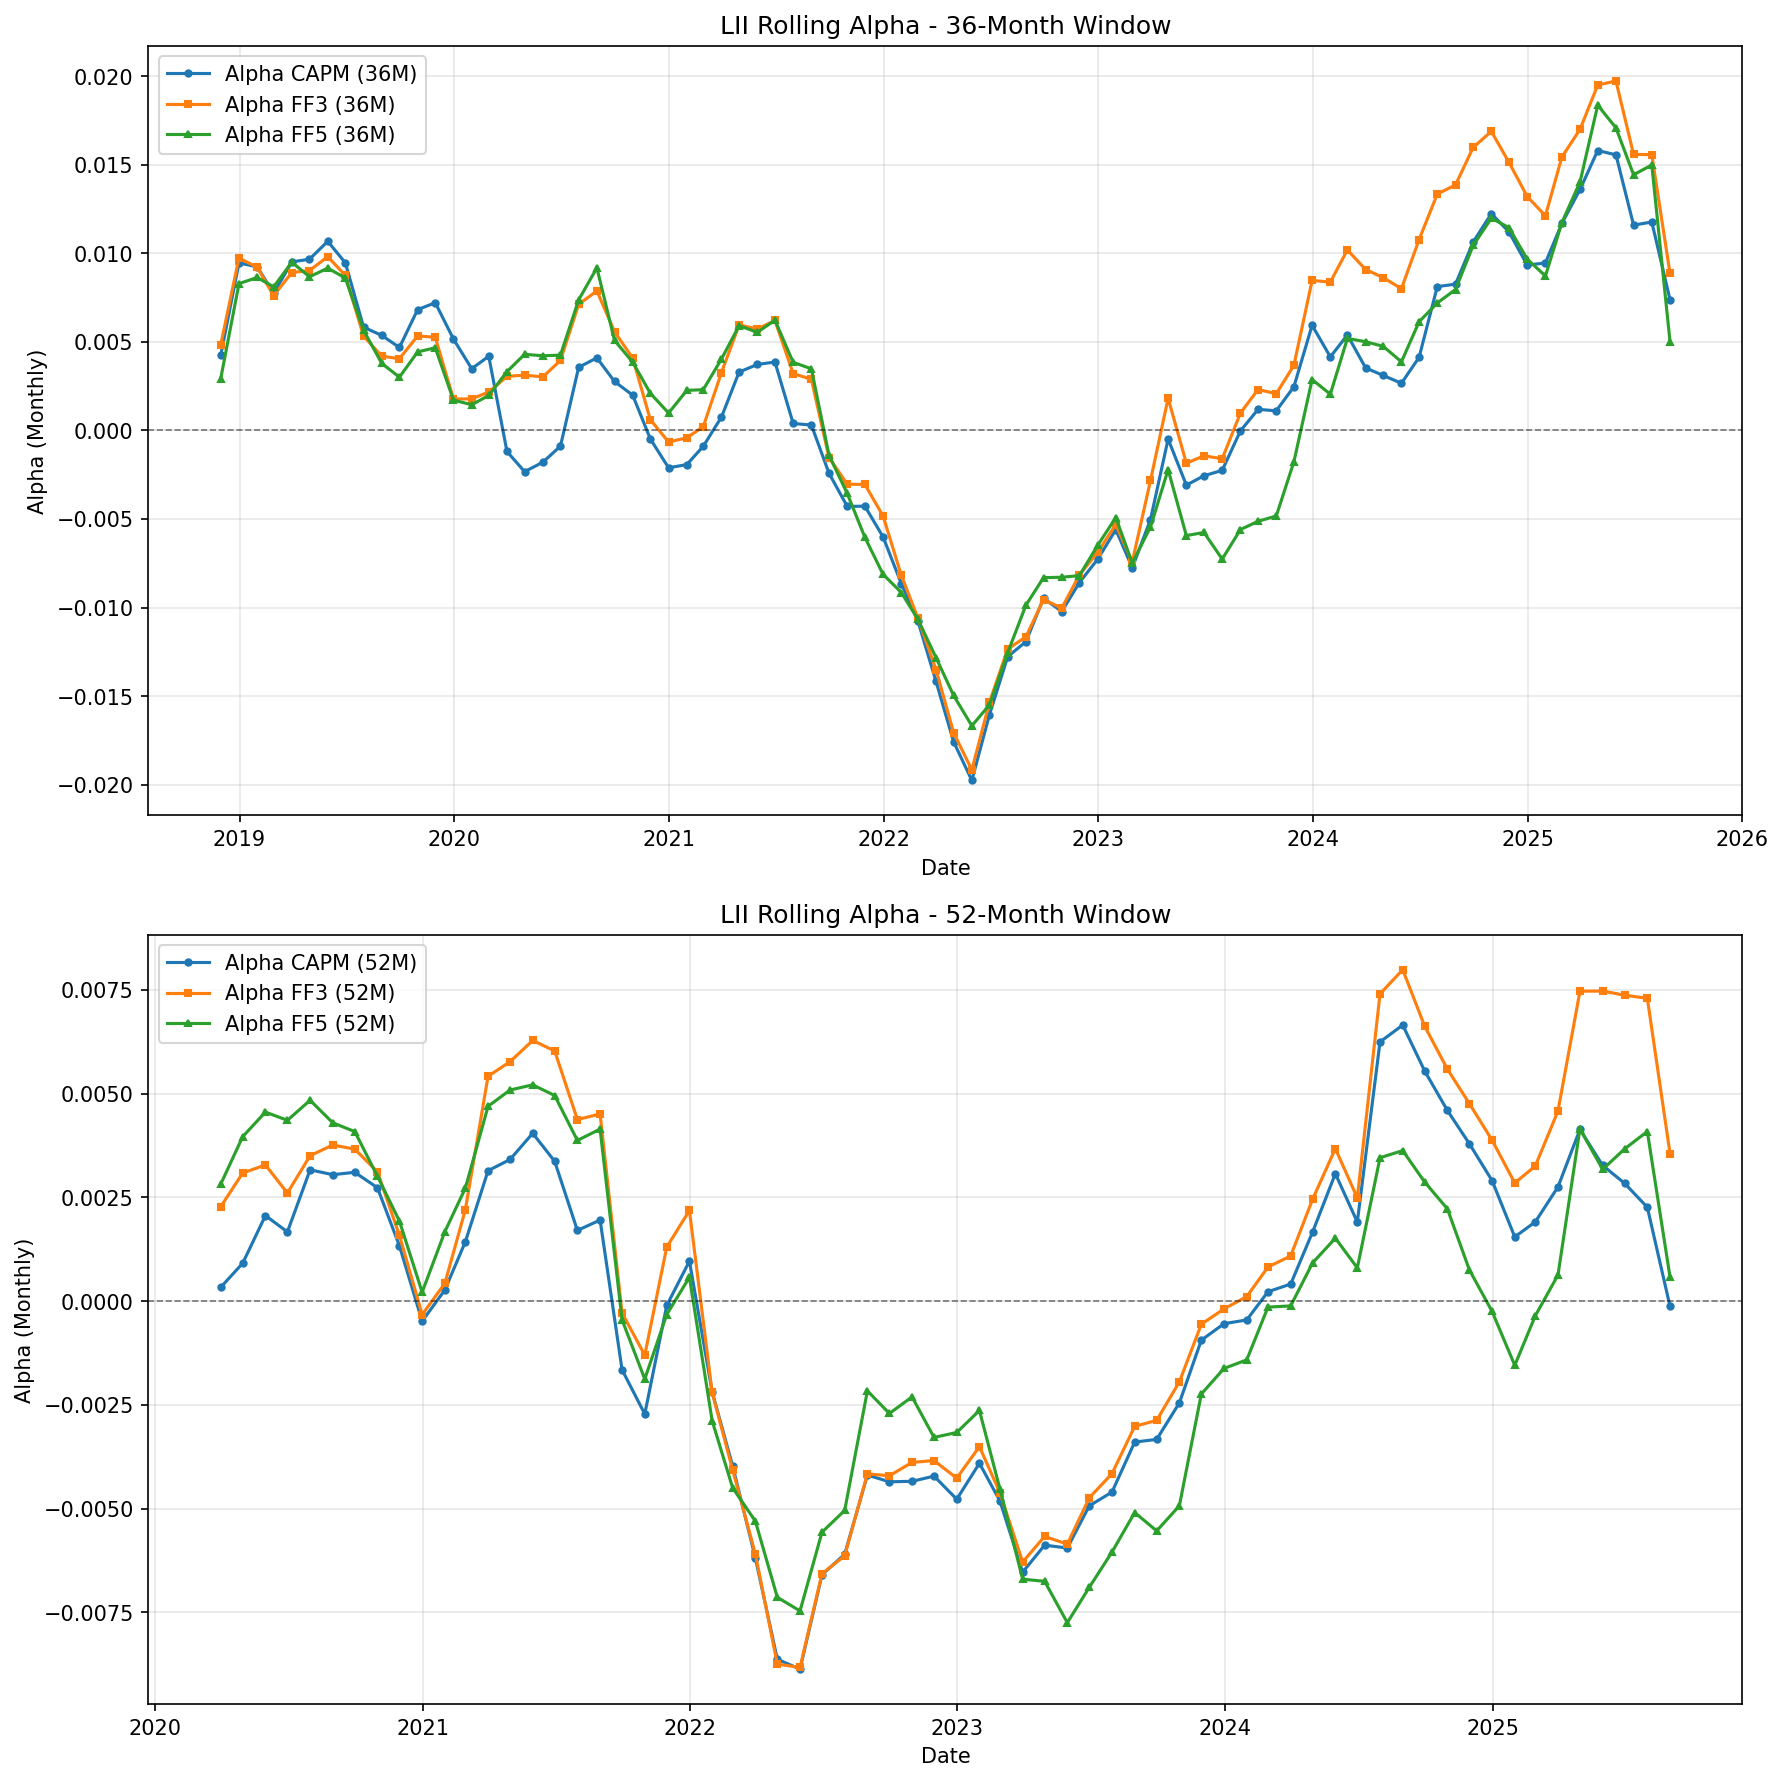 LII Rolling Alpha - 36-Month Window
Alpha CAPM (36M)
Alpha FF3 (36M)
Alpha FF5 (36M)
0.020
0.015
0.010
0.005
0.000
−0.005
−0.010
−0.015
−0.020
Alpha (Monthly)
2019 2020 2021 2022 2023 2024 2025 2026
Date
LII Rolling Alpha - 52-Month Window
Alpha CAPM (52M)
Alpha FF3 (52M)
Alpha FF5 (52M)
0.0075
0.0050
0.0025
0.0000
−0.0025
−0.0050
−0.0075
Alpha (Monthly)
2020 2021 2022 2023 2024 2025
Date